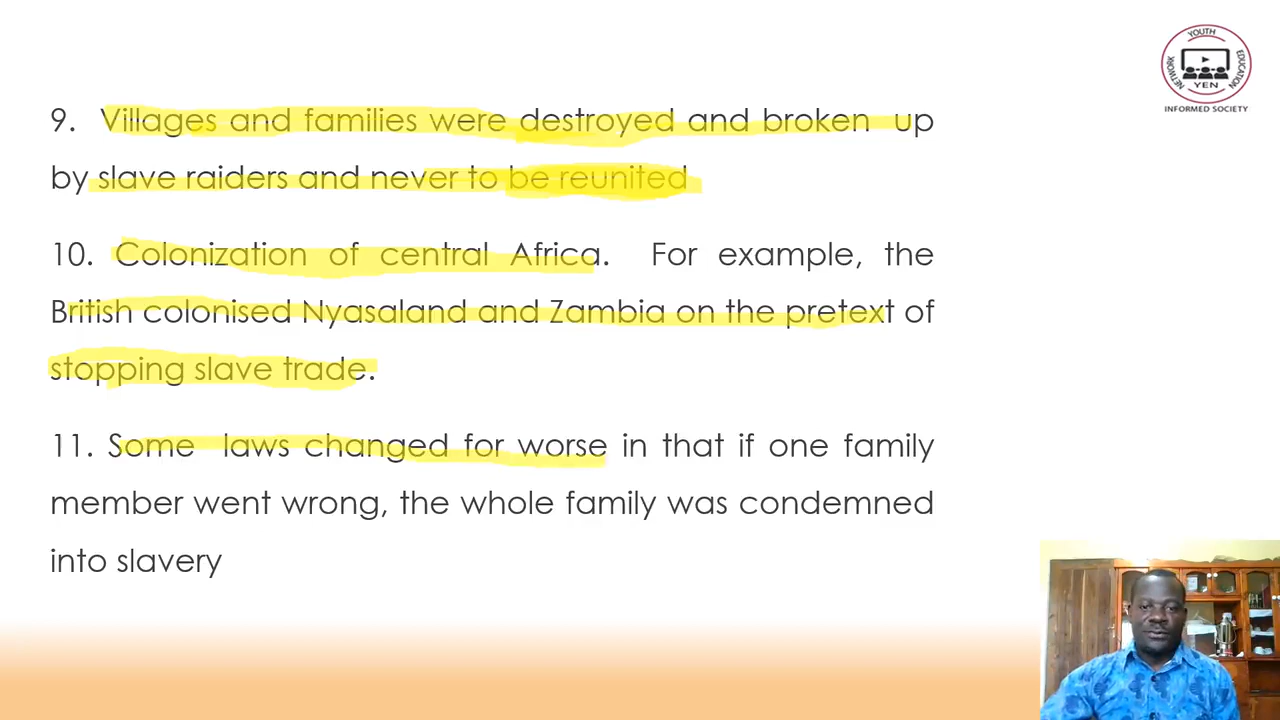 YOUTH
EDUCATION
NETWORK
YEN
INFORMED SOCIETY
9. Villages and families were destroyed and broken up
by slave raiders and never to be reunited
10. Colonization of central Africa. For example, the
British colonised Nyasaland and Zambia on the pretext of
stopping slave trade.
11. Some laws changed for worse in that if one family
member went wrong, the whole family was condemned
into slavery